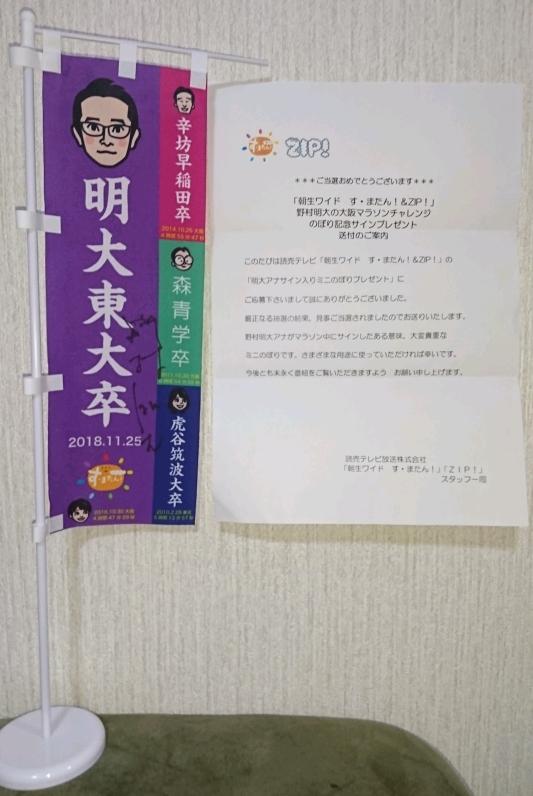 明大東大卒
2018.11.25
す・またん!
辛坊早稲田卒
2014.10.26 大阪
森青学卒
虎谷筑波大卒
す・またん! ZIP!
***ご当選おめでとうございます***
「朝生ワイド　す・またん!&ZIP!」
野村明大の大阪マラソンチャレンジ
のぼり記念サインプレゼント
送付のご案内
このたびは読売テレビ「朝生ワイド　す・またん!&ZIP!」の
「明大アナサイン入りミニのぼりプレゼント」に
ご応募下さいまして誠にありがとうございました。
厳正なる抽選の結果、見事ご当選されましたのでお送りいたします。
野村明大アナがマラソン中にサインしたある意味、大変貴重な
ミニのぼりです。さまざまな用途に使っていただければ幸いです。
今後とも末永く番組をご覧いただきますよう　お願い申し上げます。
読売テレビ放送株式会社
「朝生ワイド　す・またん!」「ZIP!」
スタッフ一同